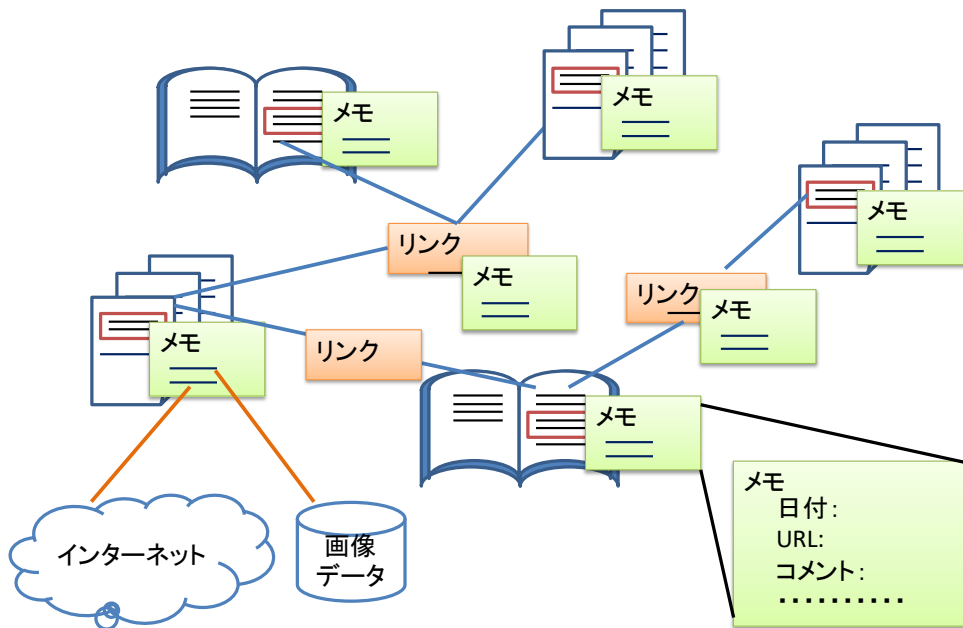 メモ
メモ
メモ
リンク
メモ
リンク
メモ
メモ
リンク
メモ
インターネット
画像
データ
メモ
日付：
URL:
コメント：
・・・・・・・・・・